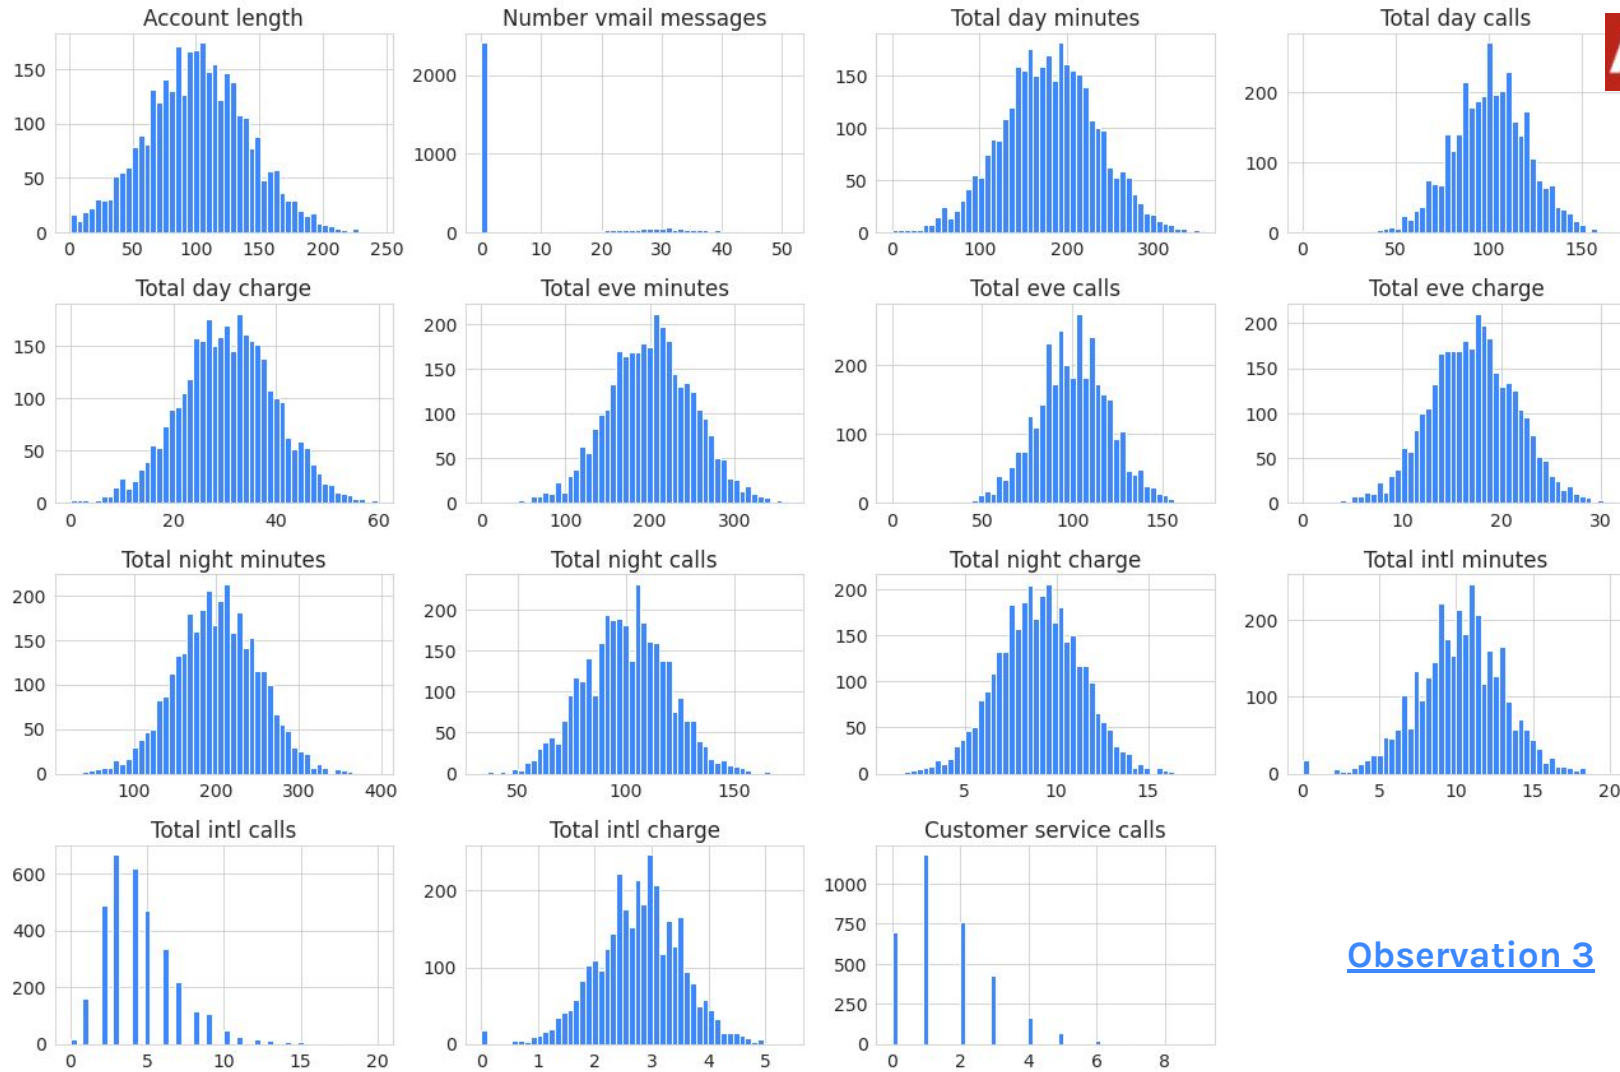 Account length
Number vmail messages
Total day minutes
Total day calls
150
100
50
0
0 50 100 150 200 250
2000
1000
0
0 10 20 30 40 50
150
100
50
0
0 100 200 300
200
100
0
0 50 100 150
Total day charge
Total eve minutes
Total eve calls
Total eve charge
150
100
50
0
0 20 40 60
200
150
100
50
0
0 100 200 300
200
100
0
0 50 100 150
200
150
100
50
0
0 10 20 30
Total night minutes
Total night calls
Total night charge
Total intl minutes
200
150
100
50
0
100 200 300 400
200
150
100
50
0
50 100 150
200
150
100
50
0
5 10 15
200
100
0
0 5 10 15 20
Total intl calls
Total intl charge
Customer service calls
600
400
200
0
0 5 10 15 20
200
100
0
0 1 2 3 4 5
1000
750
500
250
0
0 2 4 6 8
Observation 3